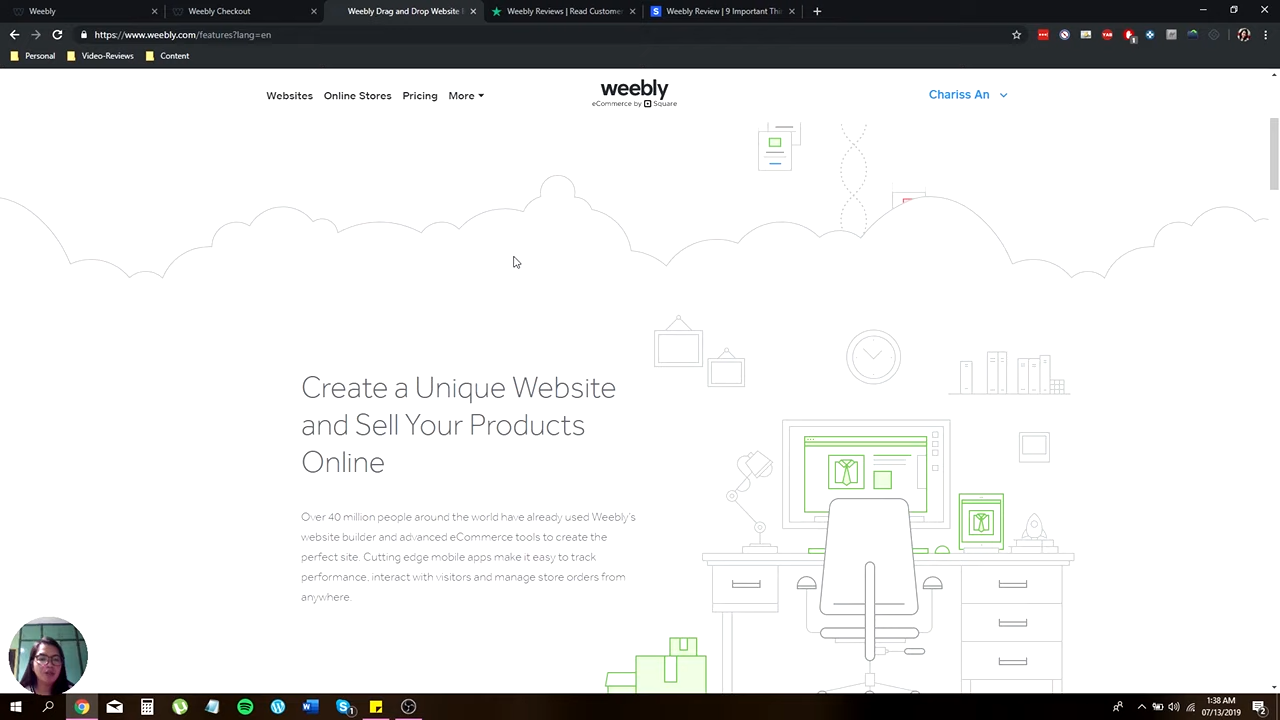 Weebly
Weebly Checkout
Weebly Drag and Drop Website
Weebly Reviews | Read Customer
Weebly Review | 9 Important Thi
https://www.weebly.com/features?lang=en
Personal
Video-Reviews
Content
Websites
Online Stores
Pricing
More
weebly
eCommerce by Square
Chariss An
Create a Unique Website
and Sell Your Products
Online
Over 40 million people around the world have already used Weebly's
website builder and advanced eCommerce tools to create the
perfect site. Cutting edge mobile apps make it easy to track
performance, interact with visitors and manage store orders from
anywhere.
1:38 AM
07/13/2019